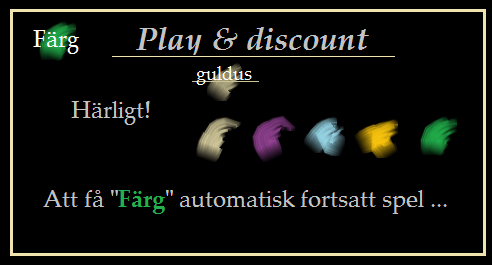 Färg
Play & discount
guldus
Härligt!
Att få "Färg" automatisk fortsatt spel ...